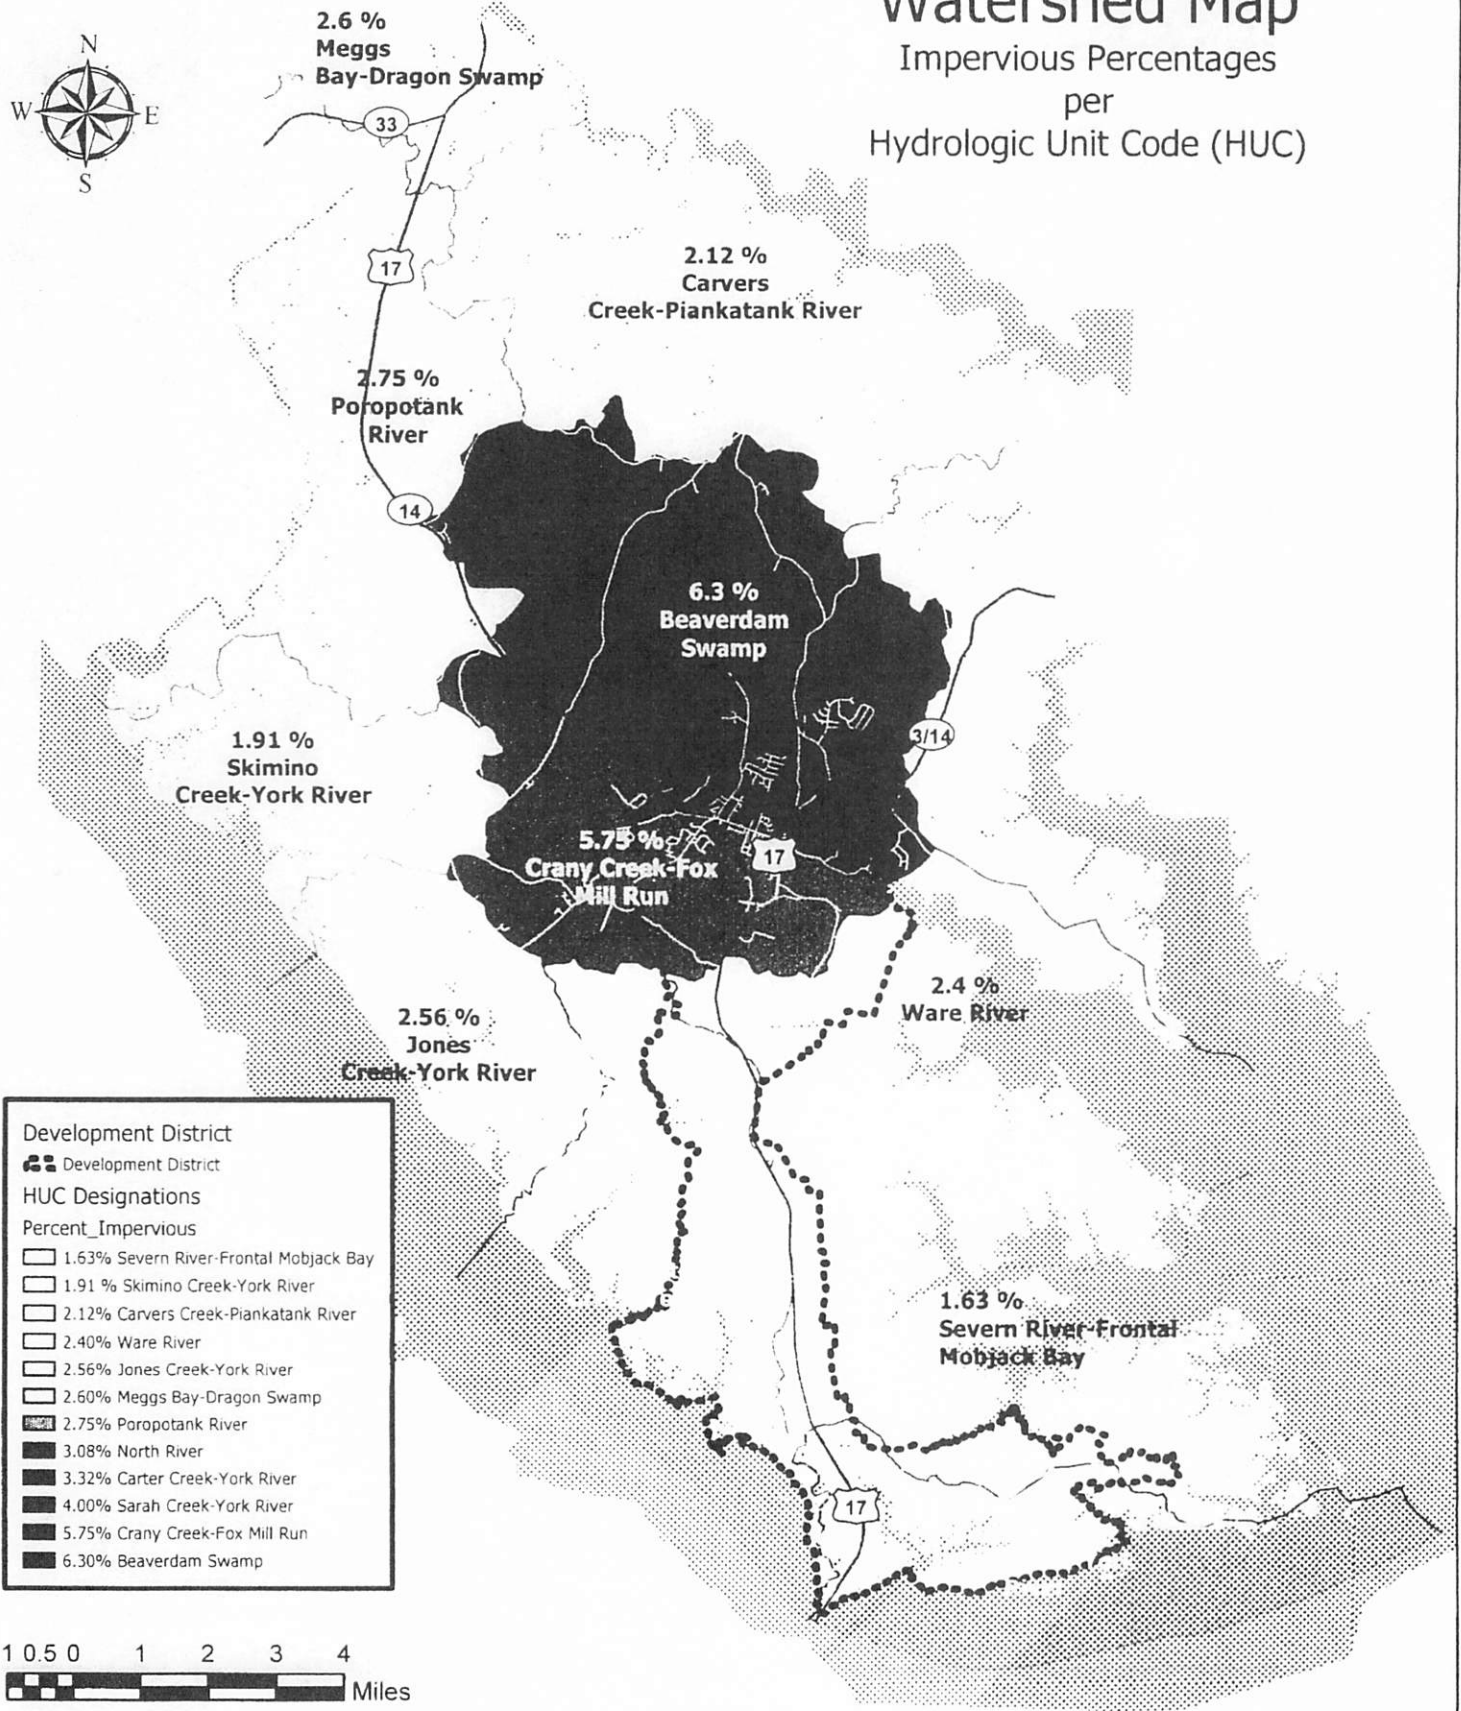 Watershed Map
Impervious Percentages
per
Hydrologic Unit Code (HUC)
N
W
E
S
2.6 %
Meggs
Bay-Dragon Swamp
33
17
2.12 %
Carvers
Creek-Piankatank River
2.75 %
Poropotank
River
14
6.3 %
Beaverdam
Swamp
3/14
1.91 %
Skimino
Creek-York River
5.75 %
Crany Creek-Fox
Mill Run
17
2.4 %
Ware River
2.56 %
Jones
Creek-York River
1.63 %
Severn River-Frontal
Mobjack Bay
17
Development District
Development District
HUC Designations
Percent_Impervious
1.63% Severn River-Frontal Mobjack Bay
1.91 % Skimino Creek-York River
2.12% Carvers Creek-Piankatank River
2.40% Ware River
2.56% Jones Creek-York River
2.60% Meggs Bay-Dragon Swamp
2.75% Poropotank River
3.08% North River
3.32% Carter Creek-York River
4.00% Sarah Creek-York River
5.75% Crany Creek-Fox Mill Run
6.30% Beaverdam Swamp
1 0.5 0 1 2 3 4
Miles